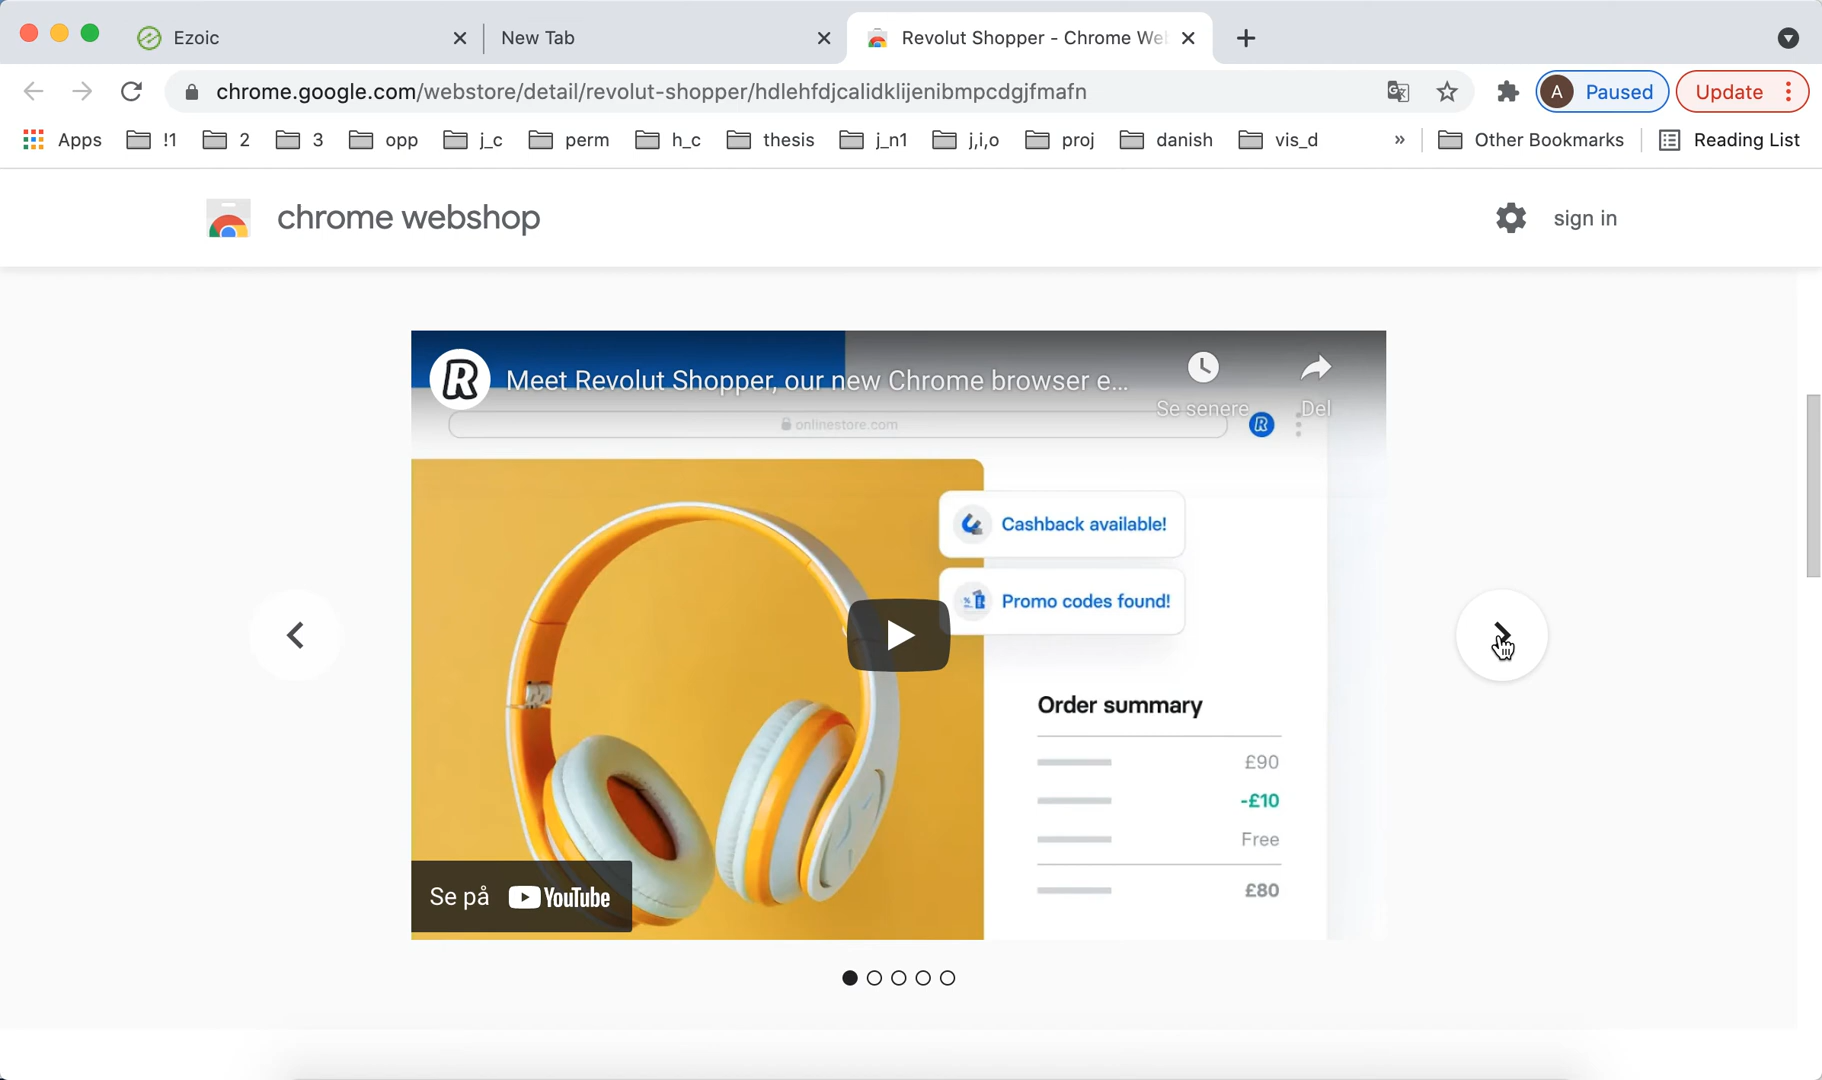 Ezoic
New Tab
Revolut Shopper - Chrome We
chrome.google.com/webstore/detail/revolut-shopper/hdlehfdjcalidklijenibmpcdgjfmafn
A Paused
Update
Apps !1 2 3 opp j_c perm h_c thesis j_n1 j,i,o proj danish vis_d » Other Bookmarks Reading List
chrome webshop
sign in
R Meet Revolut Shopper, our new Chrome browser e...
Se senere
Del
onlinestore.com
R
Cashback available!
Promo codes found!
Order summary
£90
-£10
Free
£80
Se på YouTube